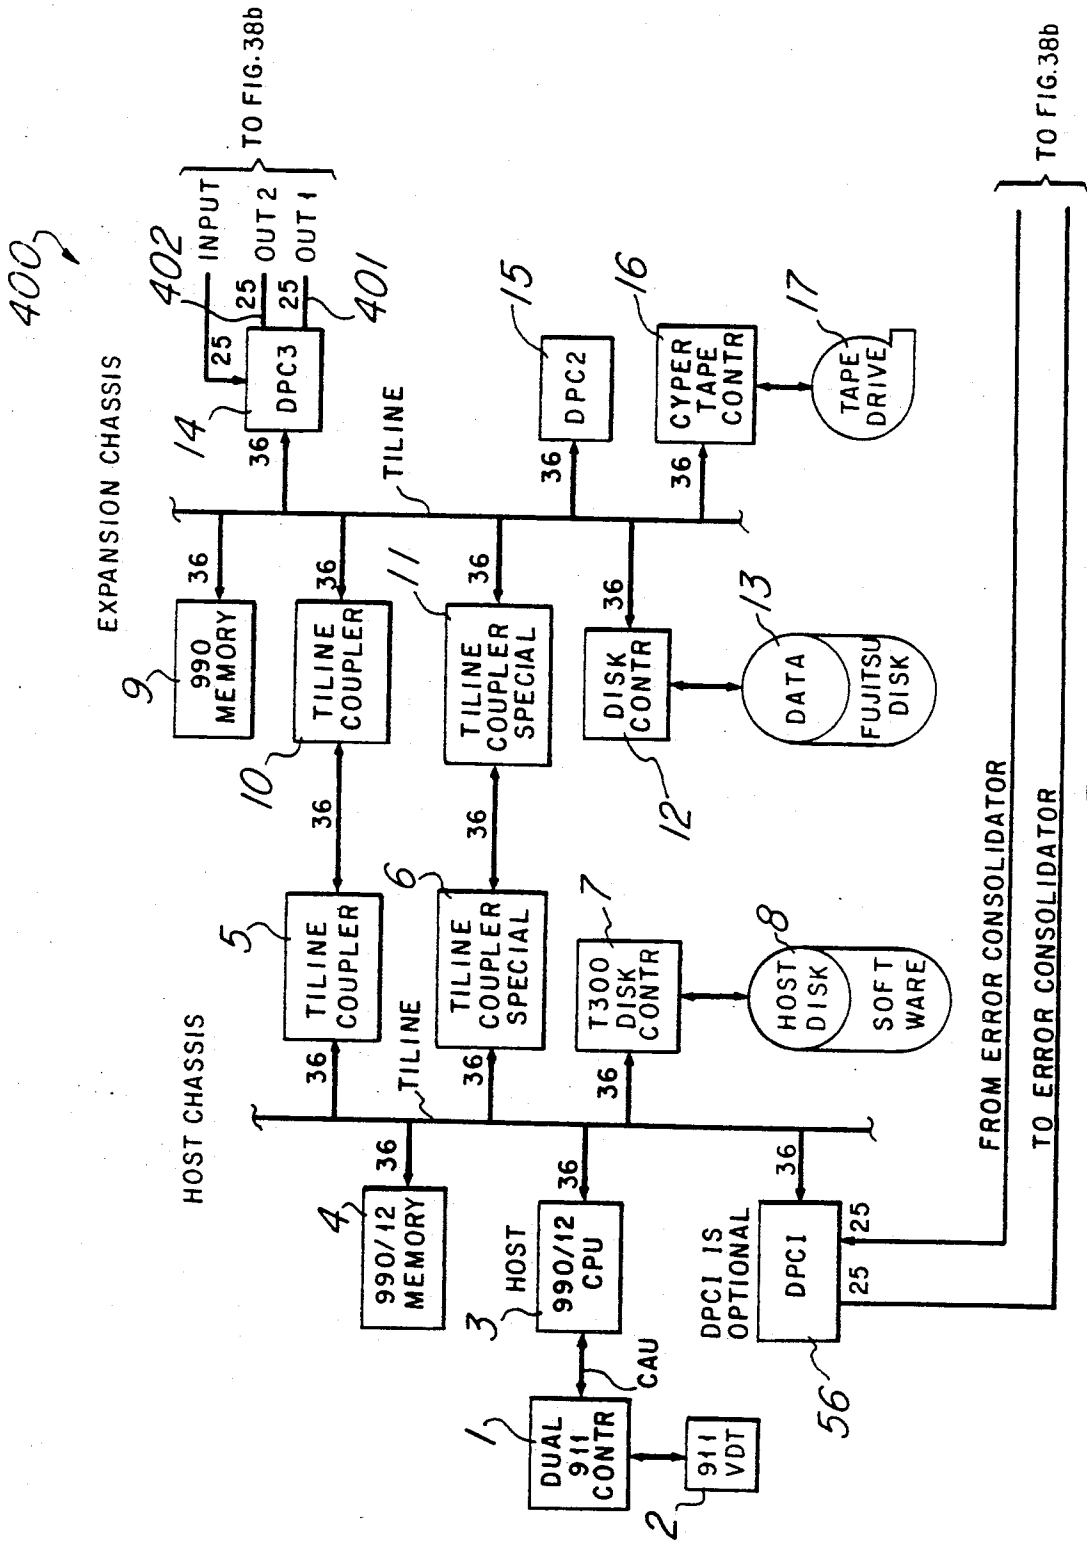 400
HOST CHASSIS
EXPANSION CHASSIS
1
DUAL
911
CONTR
2
911
VDT
CAU
3
HOST
990/12
CPU
36
4
990/12
MEMORY
36
TILINE
36
5
TILINE
COUPLER
36
6
TILINE
COUPLER
SPECIAL
36
7
T300
DISK
CONTR
8
HOST
DISK
SOFT
WARE
36
56
DPCI IS
OPTIONAL
DPCI
25
25
36
36
9
990
MEMORY
36
10
TILINE
COUPLER
36
11
TILINE
COUPLER
SPECIAL
36
12
DISK
CONTR
36
13
DATA
FUJITSU
DISK
TILINE
36
14
DPC3
25
25
25
402
401
INPUT
OUT 2
OUT 1
TO FIG. 38b
36
15
DPC2
36
16
CYPER
TAPE
CONTR
17
TAPE
DRIVE
FROM ERROR CONSOLIDATOR
TO ERROR CONSOLIDATOR
TO FIG. 38b